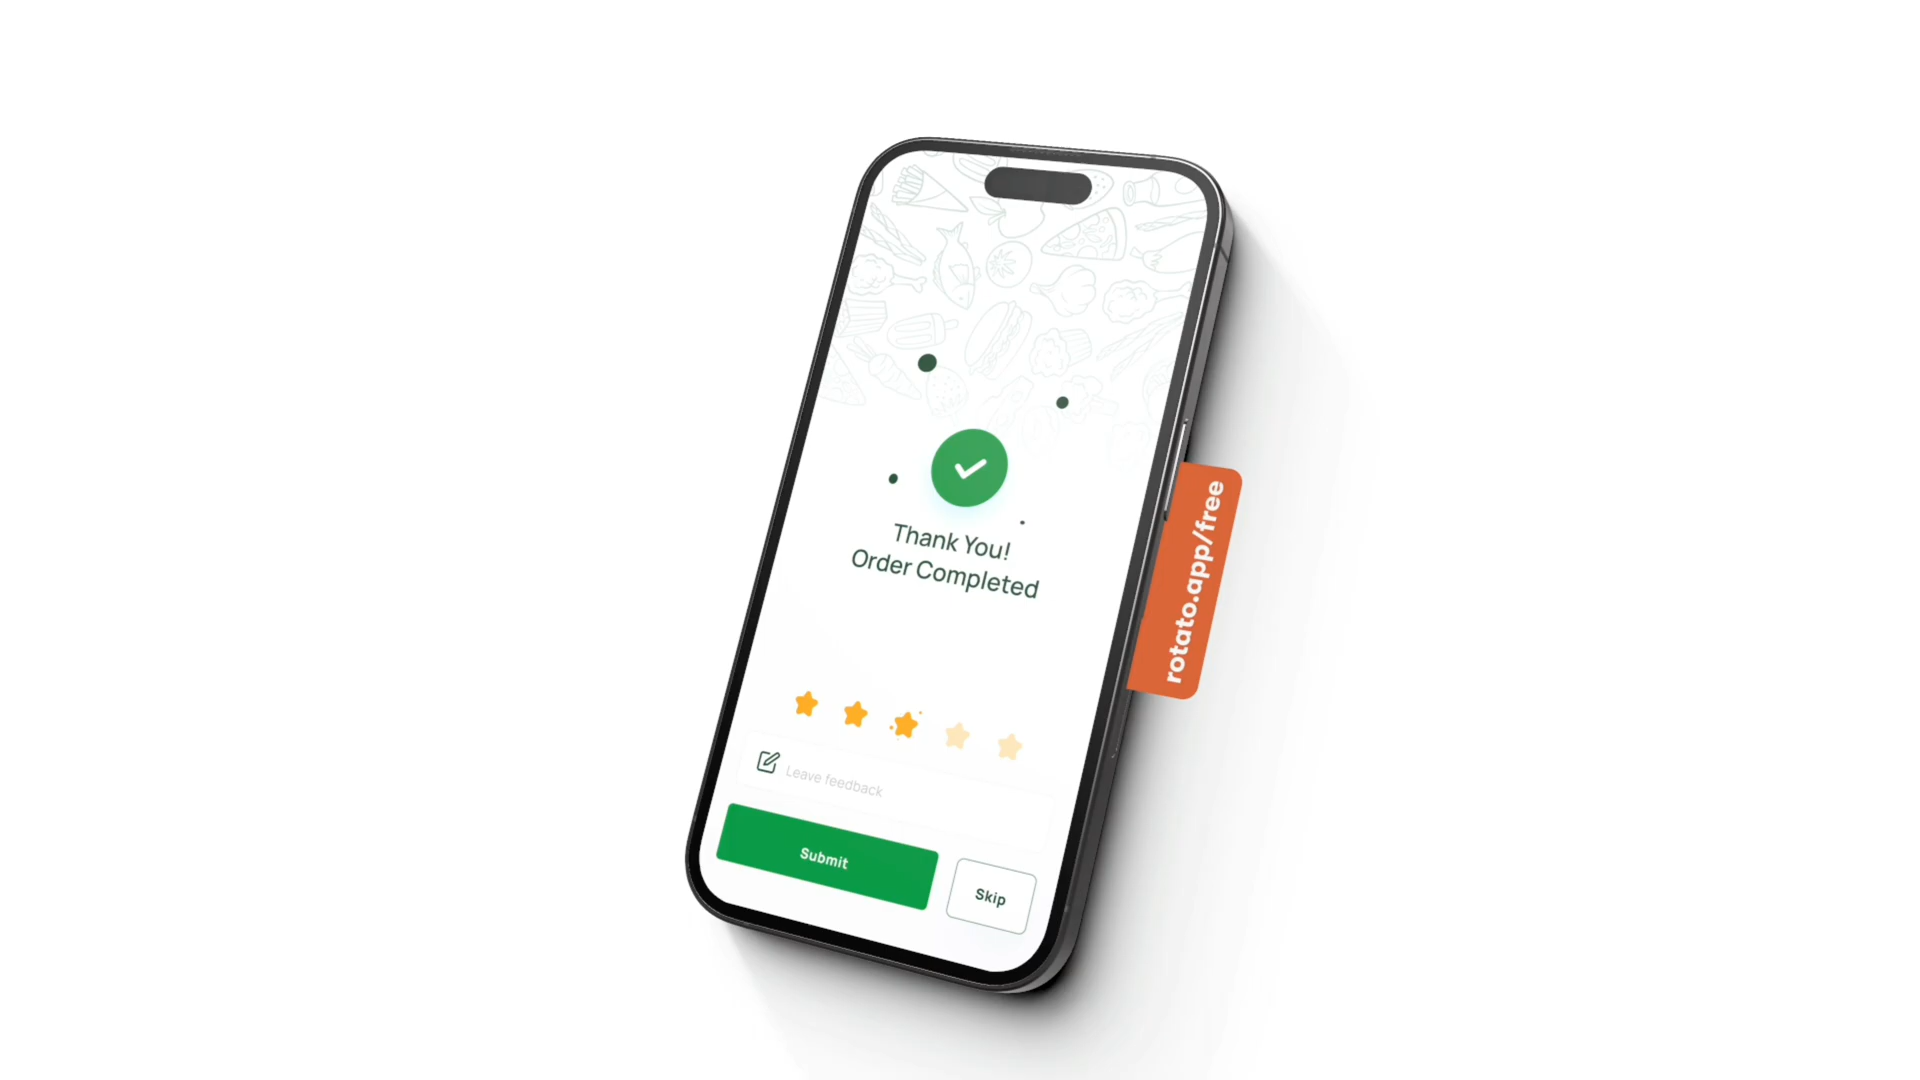 Thank You!
Order Completed
Leave feedback
Submit
Skip
rotato.app/free